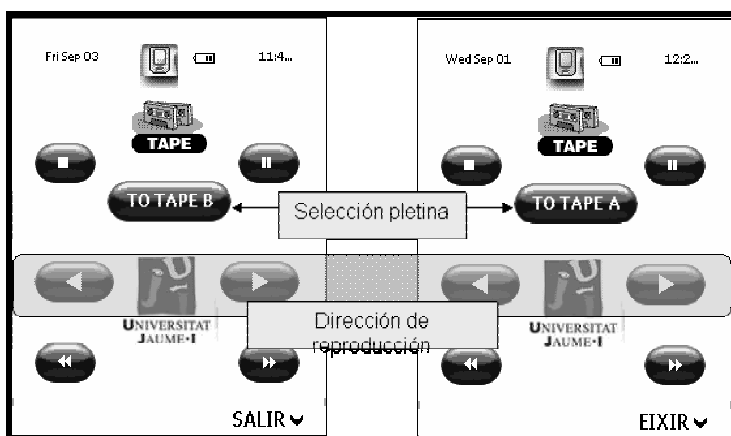 Fri Sep 03
11:4...
TAPE
TO TAPE B
UNIVERSITAT
JAUME·I
SALIR
Selección pletina
Dirección de
reproducción
Wed Sep 01
12:2...
TAPE
TO TAPE A
UNIVERSITAT
JAUME·I
EIXIR